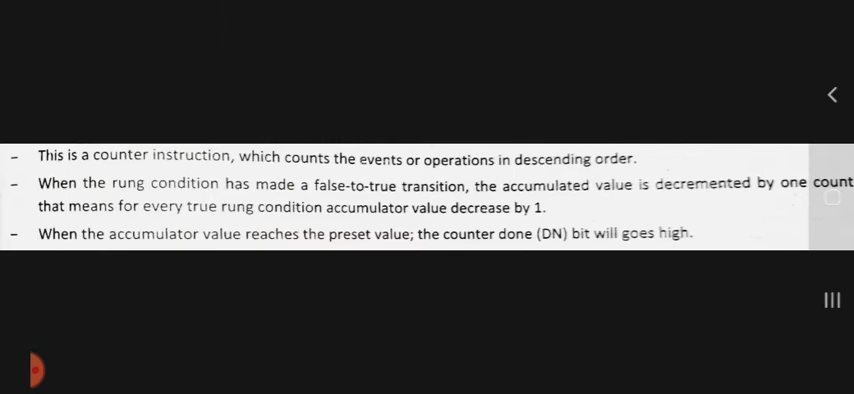 - This is a counter instruction, which counts the events or operations in descending order.
- When the rung condition has made a false-to-true transition, the accumulated value is decremented by one count
that means for every true rung condition accumulator value decrease by 1.
- When the accumulator value reaches the preset value; the counter done (DN) bit will goes high.